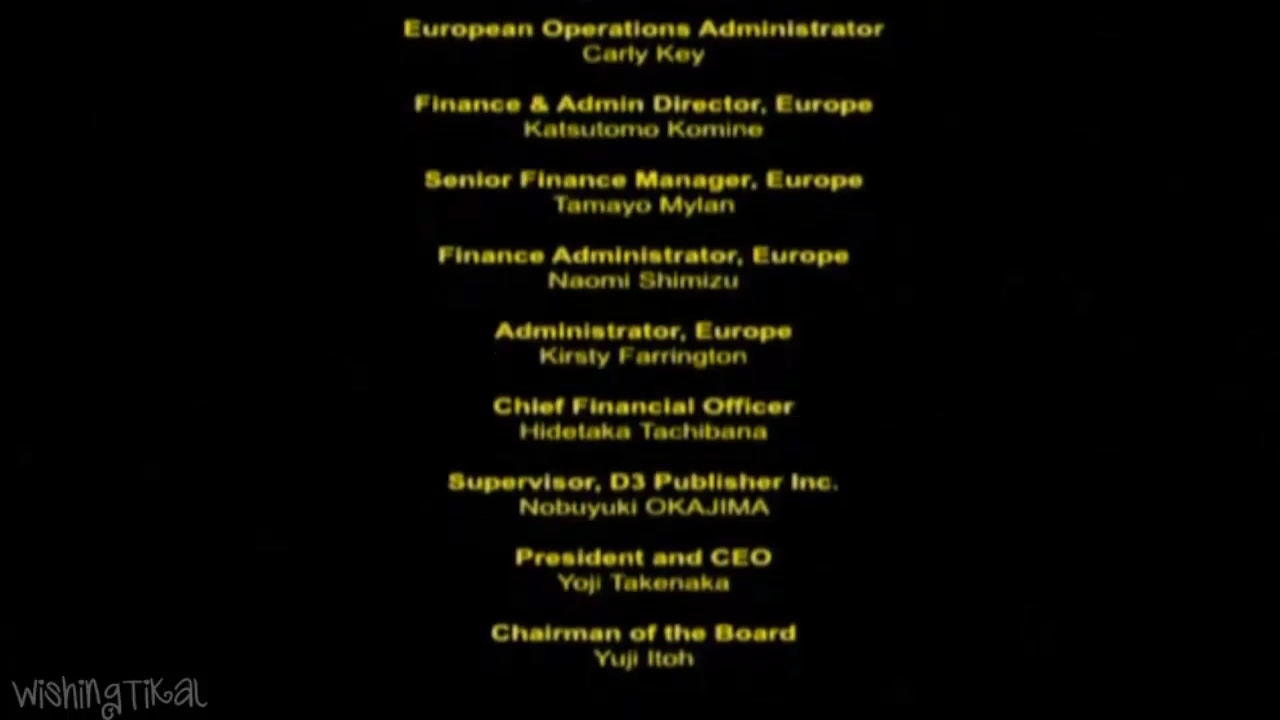 European Operations Administrator
Carly Key
Finance & Admin Director, Europe
Katsutomo Komine
Senior Finance Manager, Europe
Tamayo Mylan
Finance Administrator, Europe
Naomi Shimizu
Administrator, Europe
Kirsty Farrington
Chief Financial Officer
Hidetaka Tachibana
Supervisor, D3 Publisher Inc.
Nobuyuki OKAJIMA
President and CEO
Yoji Takenaka
Chairman of the Board
Yuji Itoh
WishingTikal